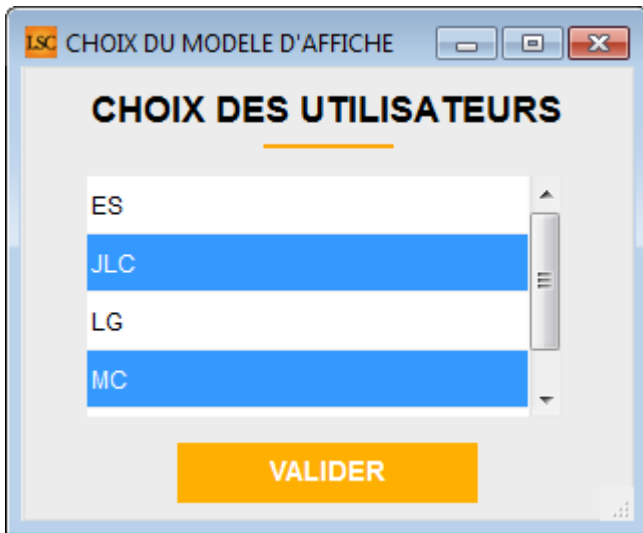 LSC CHOIX DU MODELE D'AFFICHE
CHOIX DES UTILISATEURS
ES
JLC
LG
MC
VALIDER